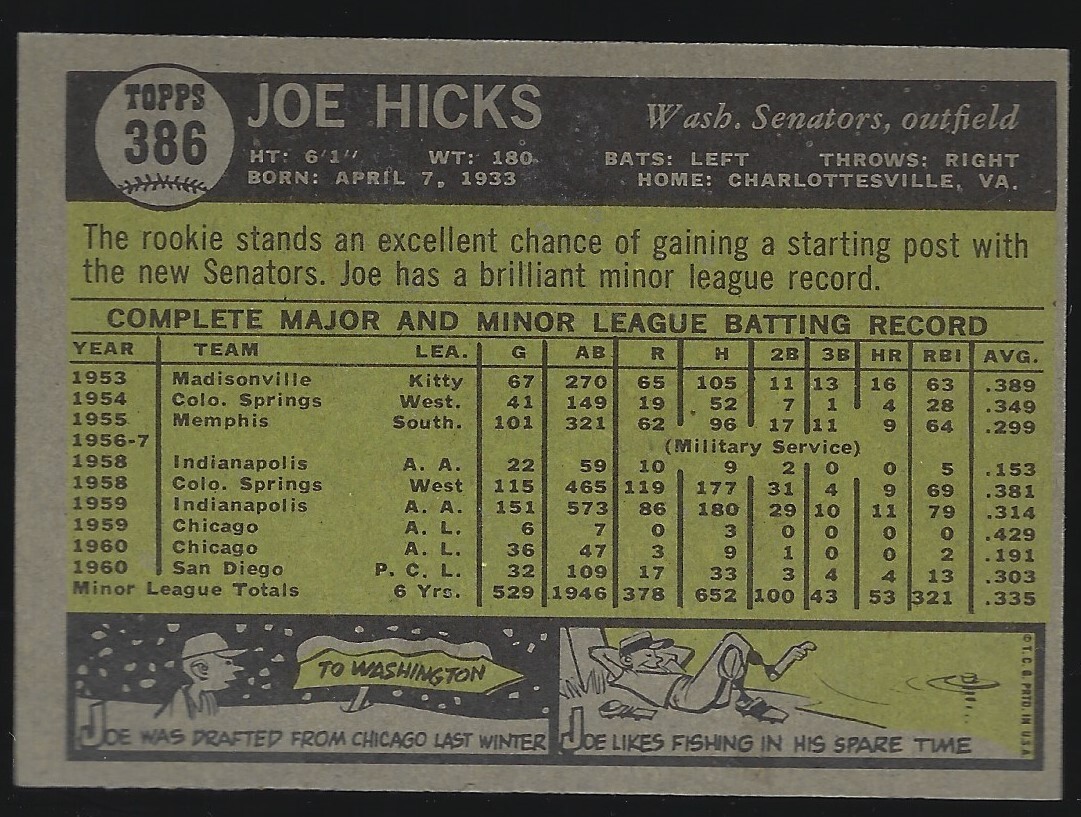 TOPPS
386
JOE HICKS
Wash. Senators, outfield
HT: 6'1" WT: 180 BATS: LEFT THROWS: RIGHT
BORN: APRIL 7, 1933 HOME: CHARLOTTESVILLE, VA.
The rookie stands an excellent chance of gaining a starting post with
the new Senators. Joe has a brilliant minor league record.
COMPLETE MAJOR AND MINOR LEAGUE BATTING RECORD
YEAR TEAM LEA. G AB R H 2B 3B HR RBI AVG.
1953 Madisonville Kitty 67 270 65 105 11 13 16 63 .389
1954 Colo. Springs West. 41 149 19 52 7 1 4 28 .349
1955 Memphis South. 101 321 62 96 17 11 9 64 .299
1956-7 (Military Service)
1958 Indianapolis A. A. 22 59 10 9 2 0 0 5 .153
1958 Colo. Springs West 115 465 119 177 31 4 9 69 .381
1959 Indianapolis A. A. 151 573 86 180 29 10 11 79 .314
1959 Chicago A. L. 6 7 0 3 0 0 0 0 .429
1960 Chicago A. L. 36 47 3 9 1 0 0 2 .191
1960 San Diego P. C. L. 32 109 17 33 3 4 4 13 .303
Minor League Totals 6 Yrs. 529 1946 378 652 100 43 53 321 .335
TO WASHINGTON
JOE WAS DRAFTED FROM CHICAGO LAST WINTER
JOE LIKES FISHING IN HIS SPARE TIME
© T. C. G. PRTD. IN U.S.A.